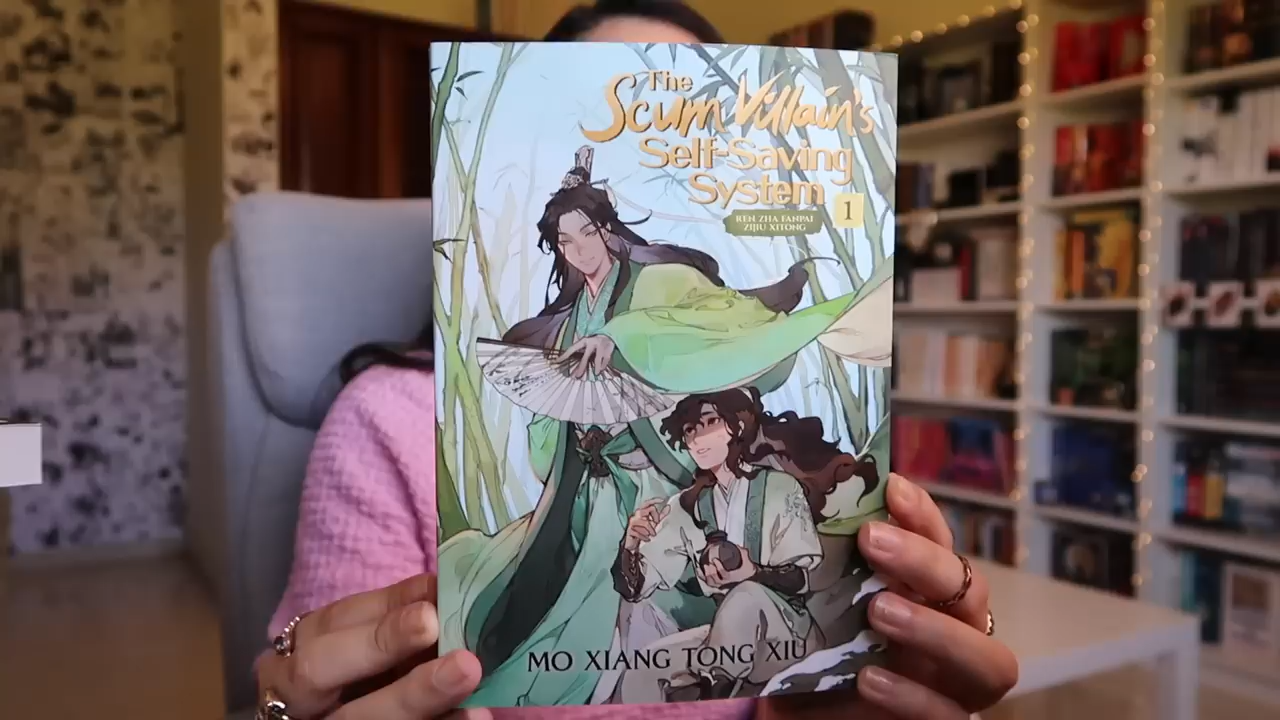 The
Scum Villain's
Self-Saving
System
1
REN ZHA FANPAI
ZIJIU XITONG
MO XIANG TONG XIU